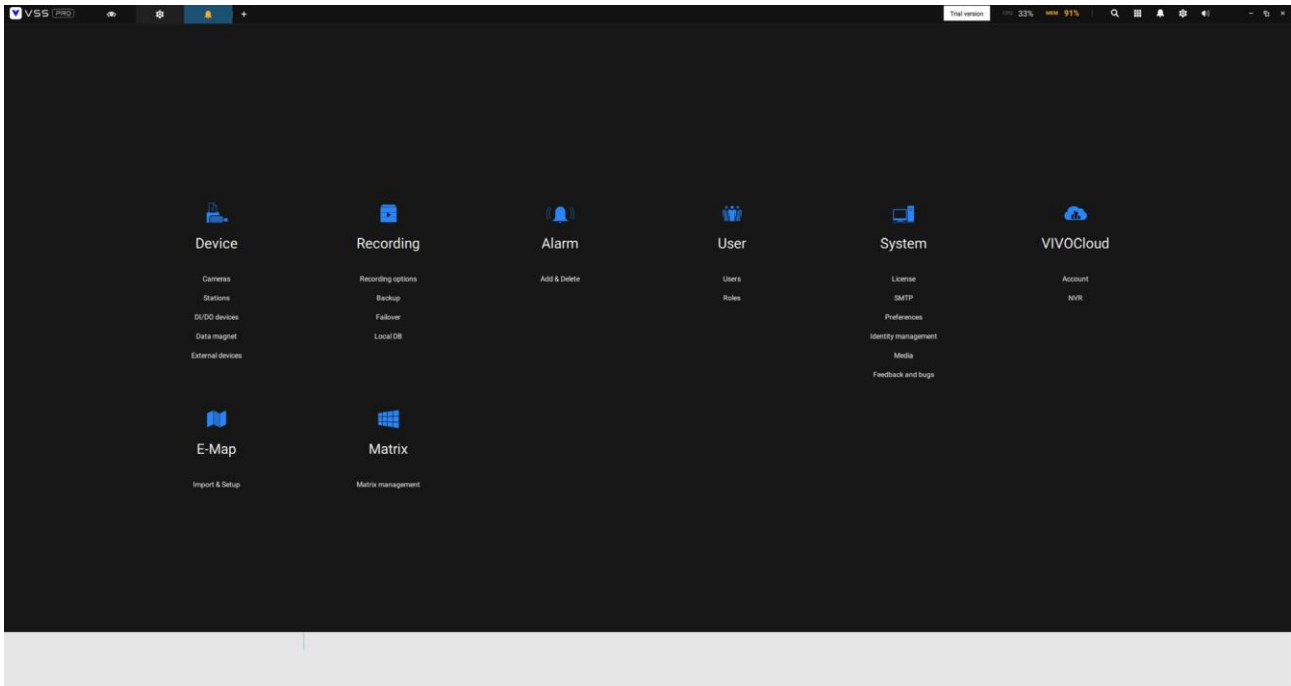 VSS PRO
+
Trial version
CPU 33% MEM 91%
Device
Cameras
Stations
DI/DO devices
Data magnet
External devices
Recording
Recording options
Backup
Failover
Local DB
Alarm
Add & Delete
User
Users
Roles
System
License
SMTP
Preferences
Identity management
Media
Feedback and bugs
VIVOCloud
Account
NVR
E-Map
Import & Setup
Matrix
Matrix management